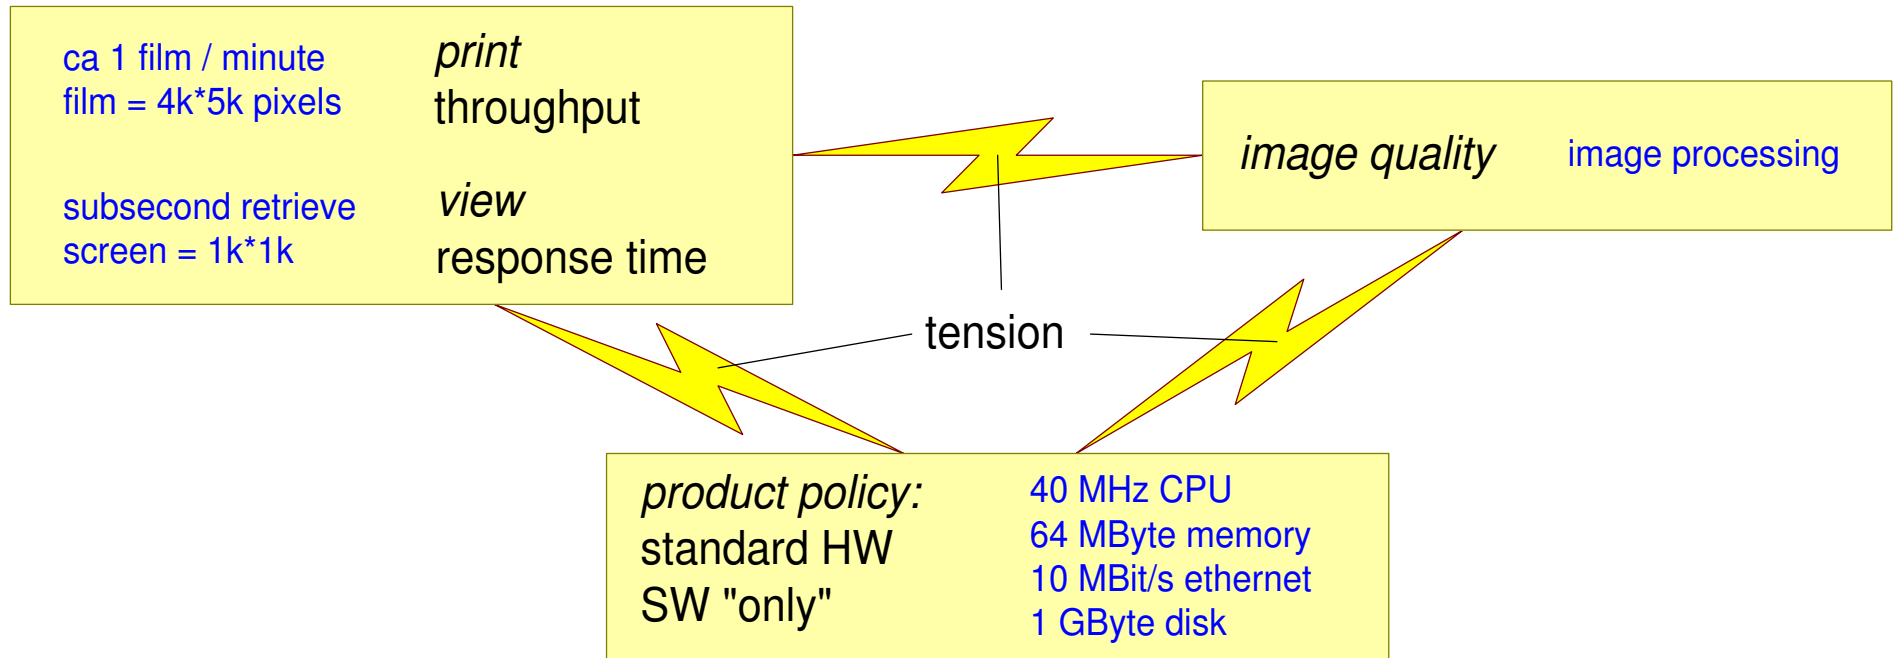 ca 1 film / minute
film = 4k*5k pixels
print
throughput
subsecond retrieve
screen = 1k*1k
view
response time
image quality
image processing
tension
product policy:
standard HW
SW "only"
40 MHz CPU
64 MByte memory
10 MBit/s ethernet
1 GByte disk